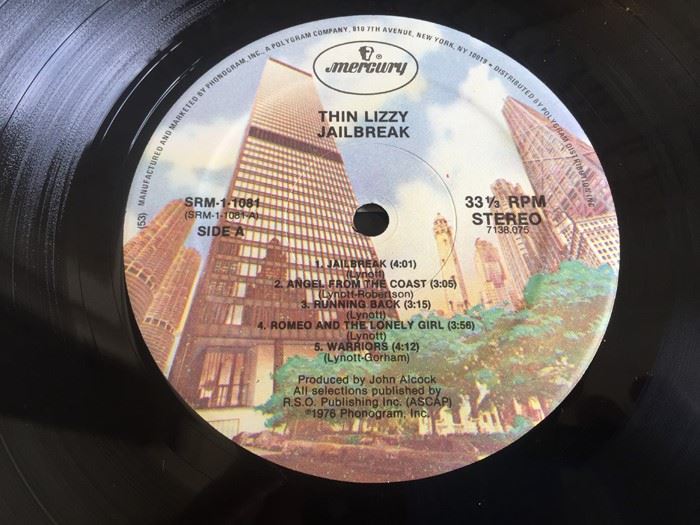 MANUFACTURED AND MARKETED BY PHONOGRAM, INC., A POLYGRAM COMPANY, 810 7TH AVENUE, NEW YORK, NY 10019 • DISTRIBUTED BY POLYGRAM DISTRIBUTION, INC.
(53)
mercury ®
THIN LIZZY
JAILBREAK
SRM-1-1081
(SRM-1-1081-A)
SIDE A
33 1/3 RPM
STEREO
7138.075
1. JAILBREAK (4:01)
(Lynott)
2. ANGEL FROM THE COAST (3:05)
(Lynott-Robertson)
3. RUNNING BACK (3:15)
(Lynott)
4. ROMEO AND THE LONELY GIRL (3:56)
(Lynott)
5. WARRIORS (4:12)
(Lynott-Gorham)
Produced by John Alcock
All selections published by
R.S.O. Publishing Inc. (ASCAP)
℗1976 Phonogram, Inc.